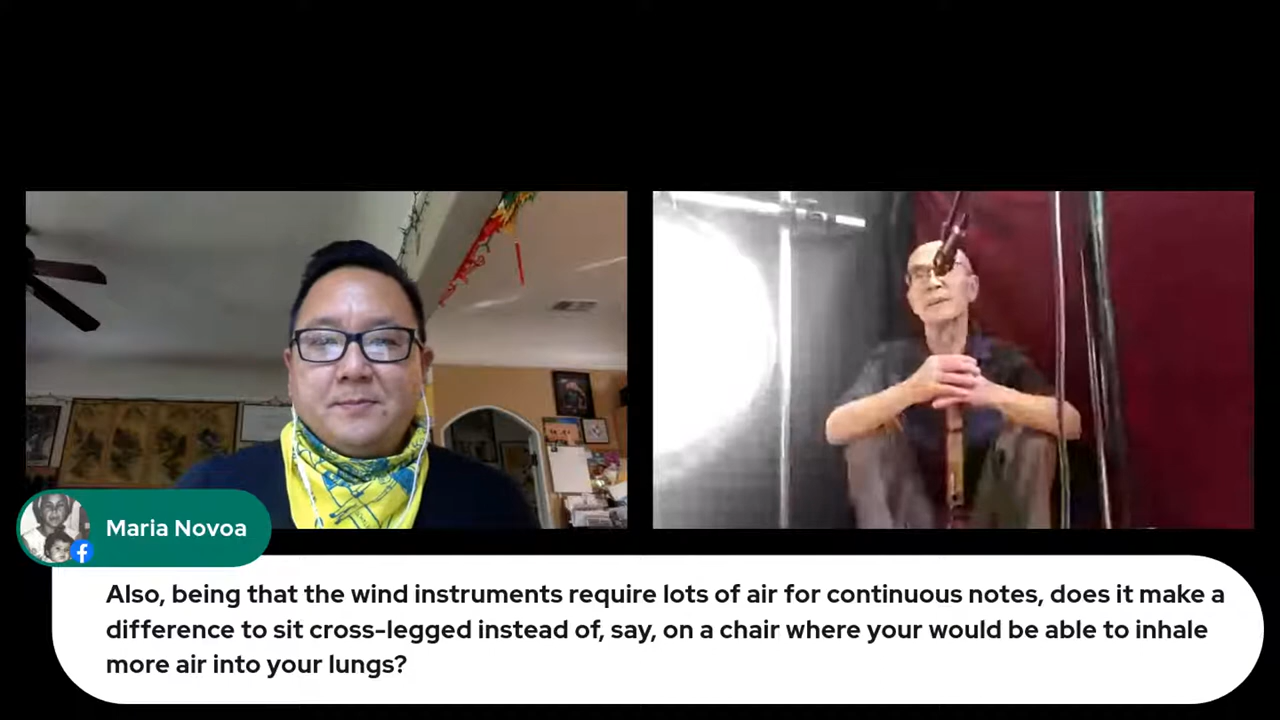 Maria Novoa
Also, being that the wind instruments require lots of air for continuous notes, does it make a
difference to sit cross-legged instead of, say, on a chair where your would be able to inhale
more air into your lungs?